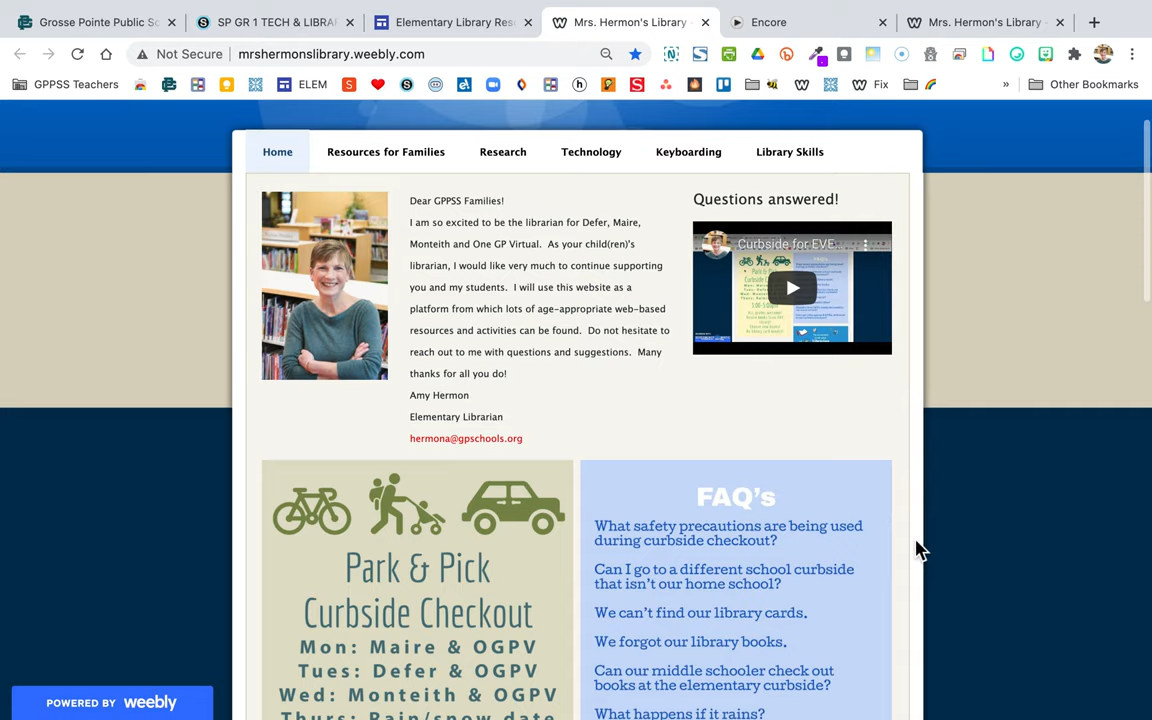 Grosse Pointe Public Sc
SP GR 1 TECH & LIBRA
Elementary Library Res
Mrs. Hermon's Library
Encore
Mrs. Hermon's Library -
Not Secure
mrshermonslibrary.weebly.com
GPPSS Teachers
ELEM
Fix
»
Other Bookmarks
Home
Resources for Families
Research
Technology
Keyboarding
Library Skills
Dear GPPSS Families!
I am so excited to be the librarian for Defer, Maire,
Monteith and One GP Virtual. As your child(ren)'s
librarian, I would like very much to continue supporting
you and my students. I will use this website as a
platform from which lots of age-appropriate web-based
resources and activities can be found. Do not hesitate to
reach out to me with questions and suggestions. Many
thanks for all you do!
Amy Hermon
Elementary Librarian
hermona@gpschools.org
Questions answered!
Curbside for EVE...
Park & Pick
Curbside Checkout
Mon: Maire & OGPV
Tues: Defer & OGPV
Wed: Monteith & OGPV
Thurs: Rain/snow date
FAQ's
What safety precautions are being used
during curbside checkout?
Can I go to a different school curbside
that isn't our home school?
We can't find our library cards.
We forgot our library books.
Can our middle schooler check out
books at the elementary curbside?
What happens if it rains?
POWERED BY weebly